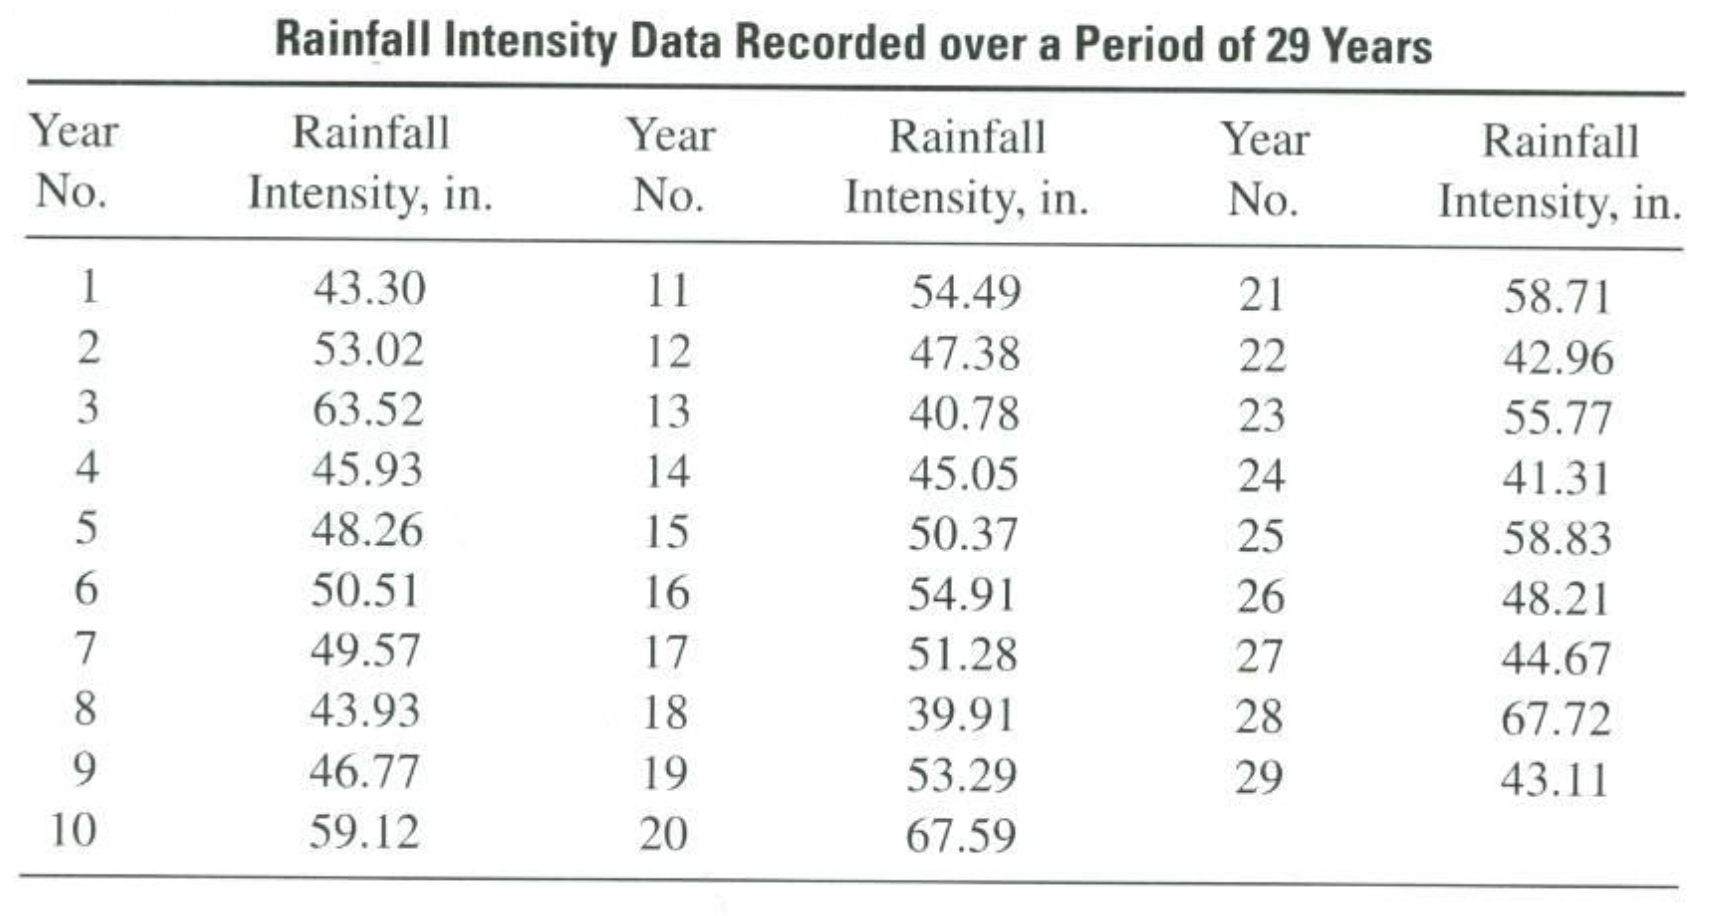 Rainfall Intensity Data Recorded over a Period of 29 Years
Year Rainfall Year Rainfall Year Rainfall
No. Intensity, in. No. Intensity, in. No. Intensity, in.
1 43.30 11 54.49 21 58.71
2 53.02 12 47.38 22 42.96
3 63.52 13 40.78 23 55.77
4 45.93 14 45.05 24 41.31
5 48.26 15 50.37 25 58.83
6 50.51 16 54.91 26 48.21
7 49.57 17 51.28 27 44.67
8 43.93 18 39.91 28 67.72
9 46.77 19 53.29 29 43.11
10 59.12 20 67.59